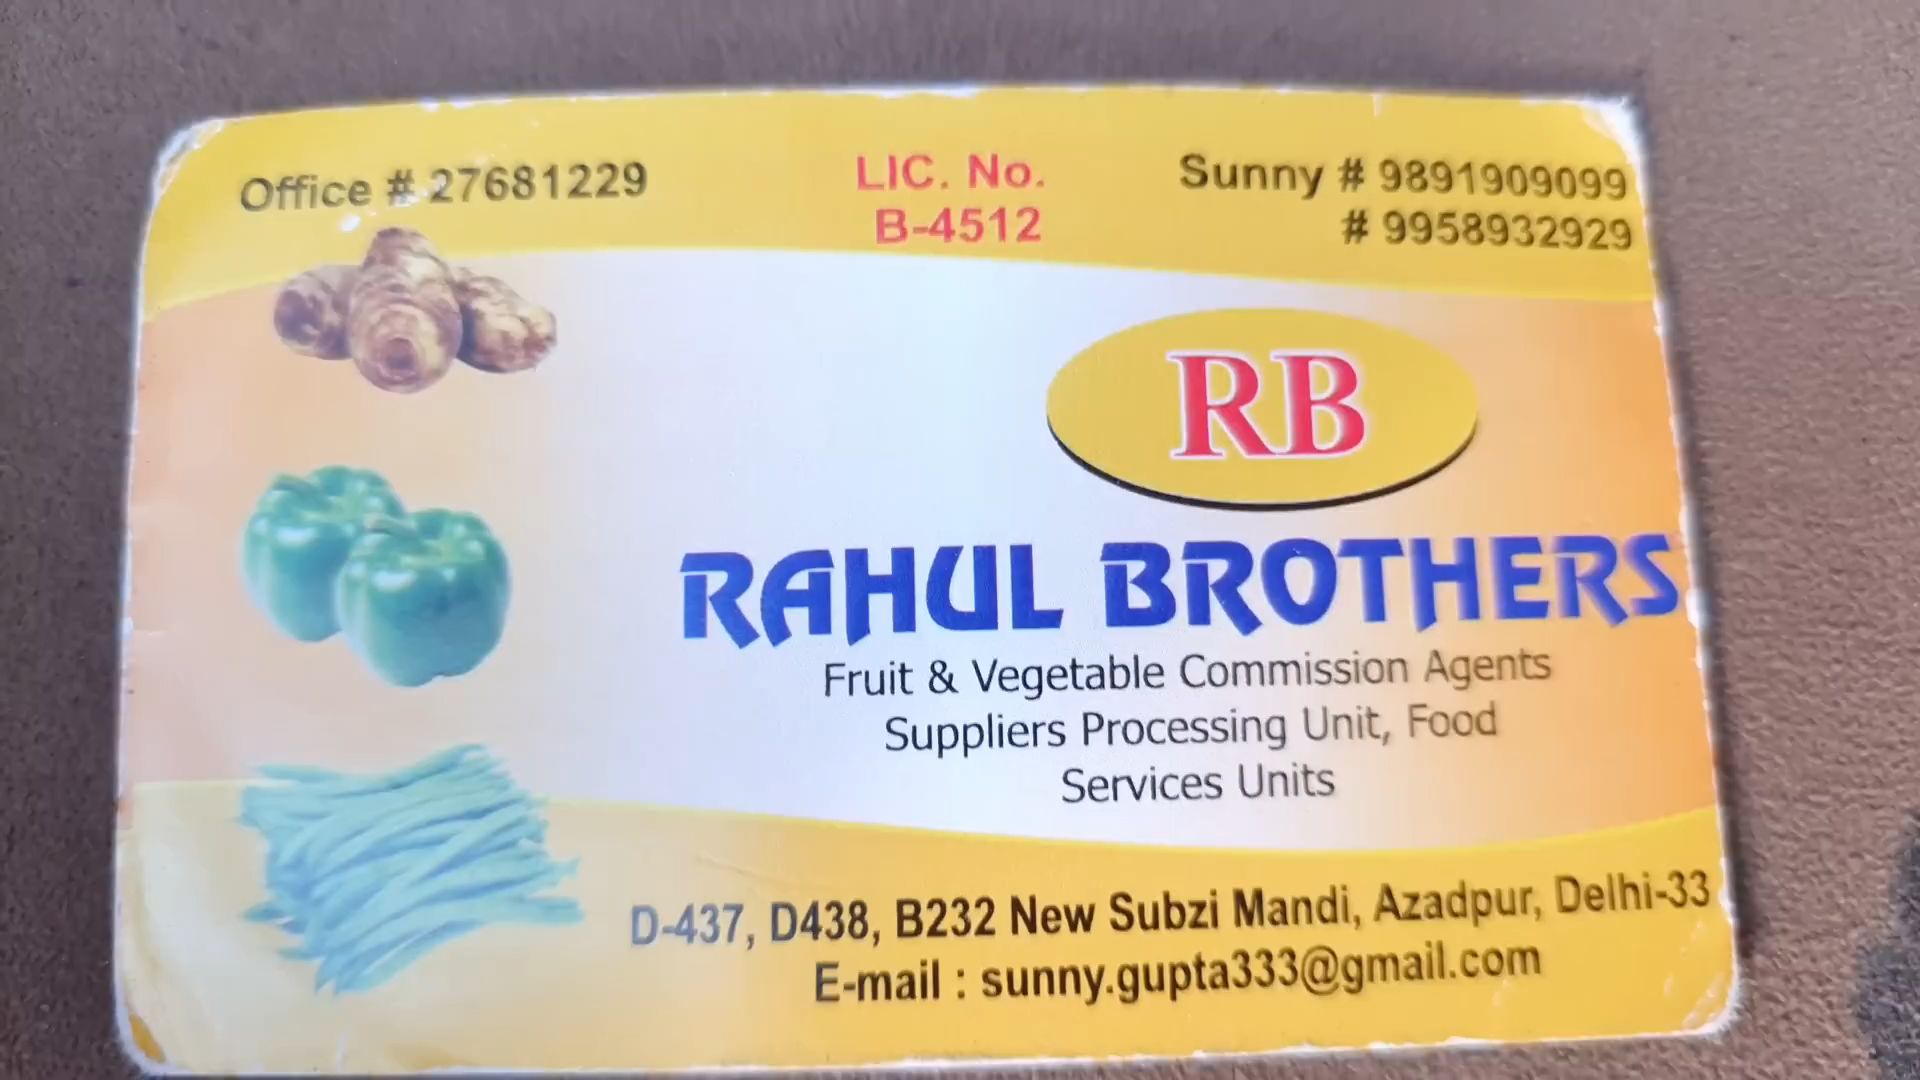 Office # 27681229
LIC. No.
B-4512
Sunny # 9891909099
# 9958932929
RB
RAHUL BROTHERS
Fruit & Vegetable Commission Agents
Suppliers Processing Unit, Food
Services Units
D-437, D438, B232 New Subzi Mandi, Azadpur, Delhi-33
E-mail : sunny.gupta333@gmail.com